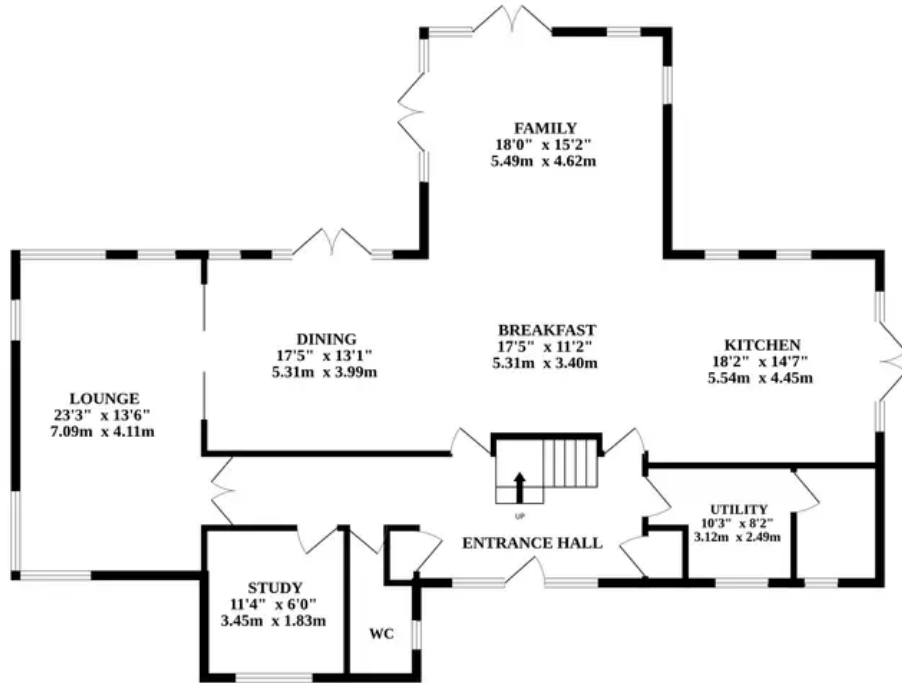 FAMILY
18'0" x 15'2"
5.49m x 4.62m
DINING
17'5" x 13'1"
5.31m x 3.99m
BREAKFAST
17'5" x 11'2"
5.31m x 3.40m
KITCHEN
18'2" x 14'7"
5.54m x 4.45m
LOUNGE
23'3" x 13'6"
7.09m x 4.11m
UP
ENTRANCE HALL
UTILITY
10'3" x 8'2"
3.12m x 2.49m
STUDY
11'4" x 6'0"
3.45m x 1.83m
WC